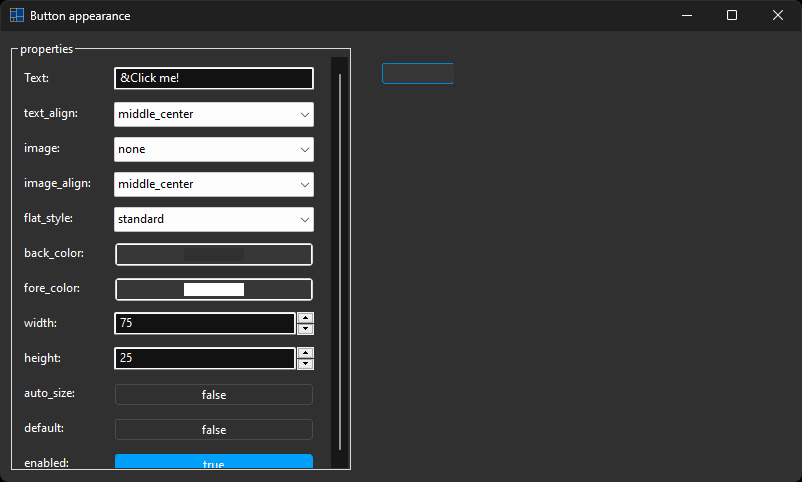 Button appearance
properties
Text: &Click me!
text_align: middle_center
image: none
image_align: middle_center
flat_style: standard
back_color:
fore_color:
width: 75
height: 25
auto_size: false
default: false
enabled: true